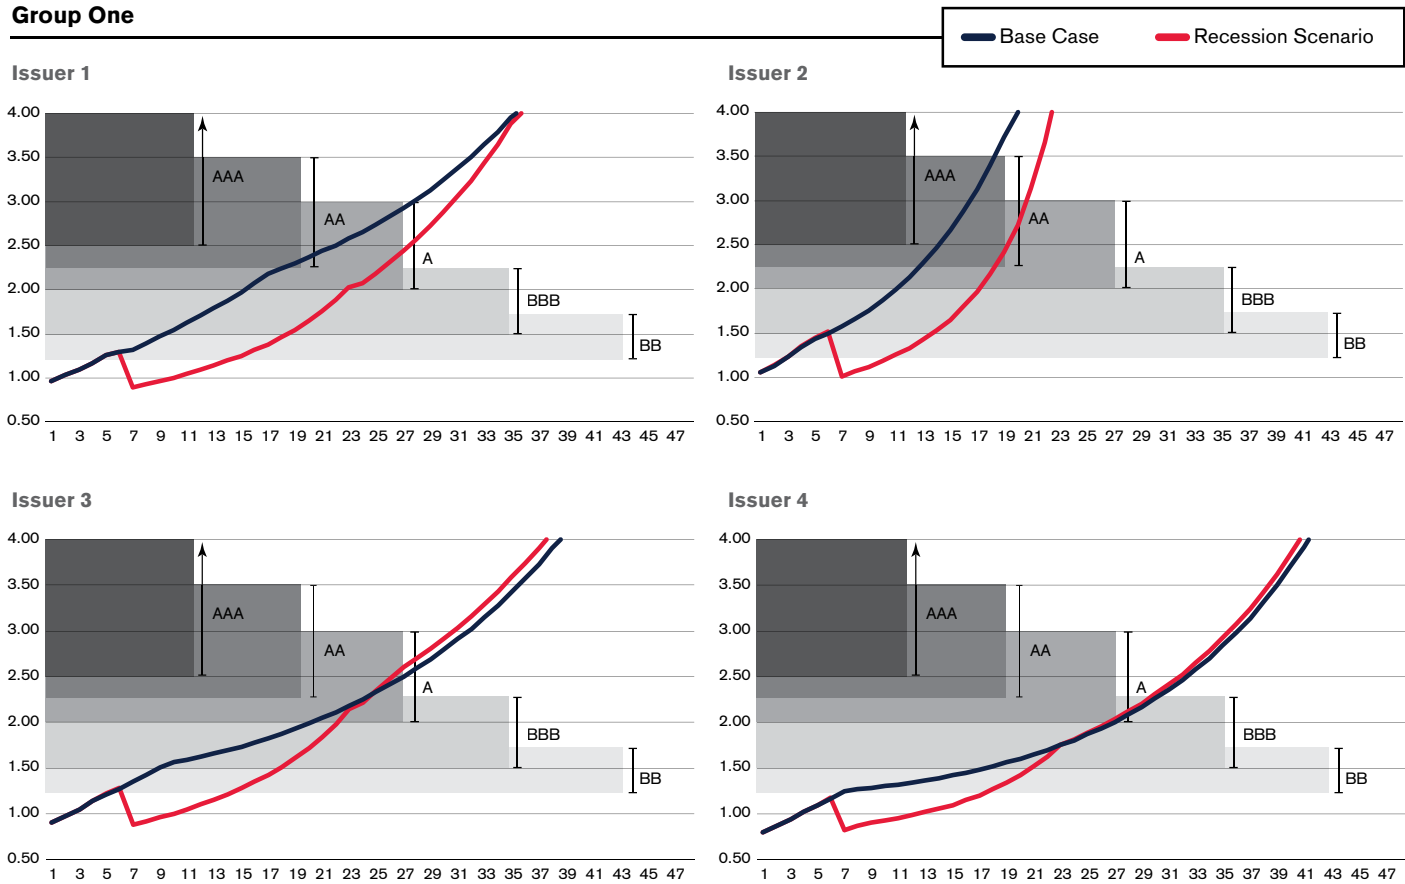 Group One
Base Case Recession Scenario
Issuer 1
4.00
3.50
3.00
2.50
2.00
1.50
1.00
0.50
AAA
AA
A
BBB
BB
1 3 5 7 9 11 13 15 17 19 21 23 25 27 29 31 33 35 37 39 41 43 45 47
Issuer 2
4.00
3.50
3.00
2.50
2.00
1.50
1.00
0.50
AAA
AA
A
BBB
BB
1 3 5 7 9 11 13 15 17 19 21 23 25 27 29 31 33 35 37 39 41 43 45 47
Issuer 3
4.00
3.50
3.00
2.50
2.00
1.50
1.00
0.50
AAA
AA
A
BBB
BB
1 3 5 7 9 11 13 15 17 19 21 23 25 27 29 31 33 35 37 39 41 43 45 47
Issuer 4
4.00
3.50
3.00
2.50
2.00
1.50
1.00
0.50
AAA
AA
A
BBB
BB
1 3 5 7 9 11 13 15 17 19 21 23 25 27 29 31 33 35 37 39 41 43 45 47